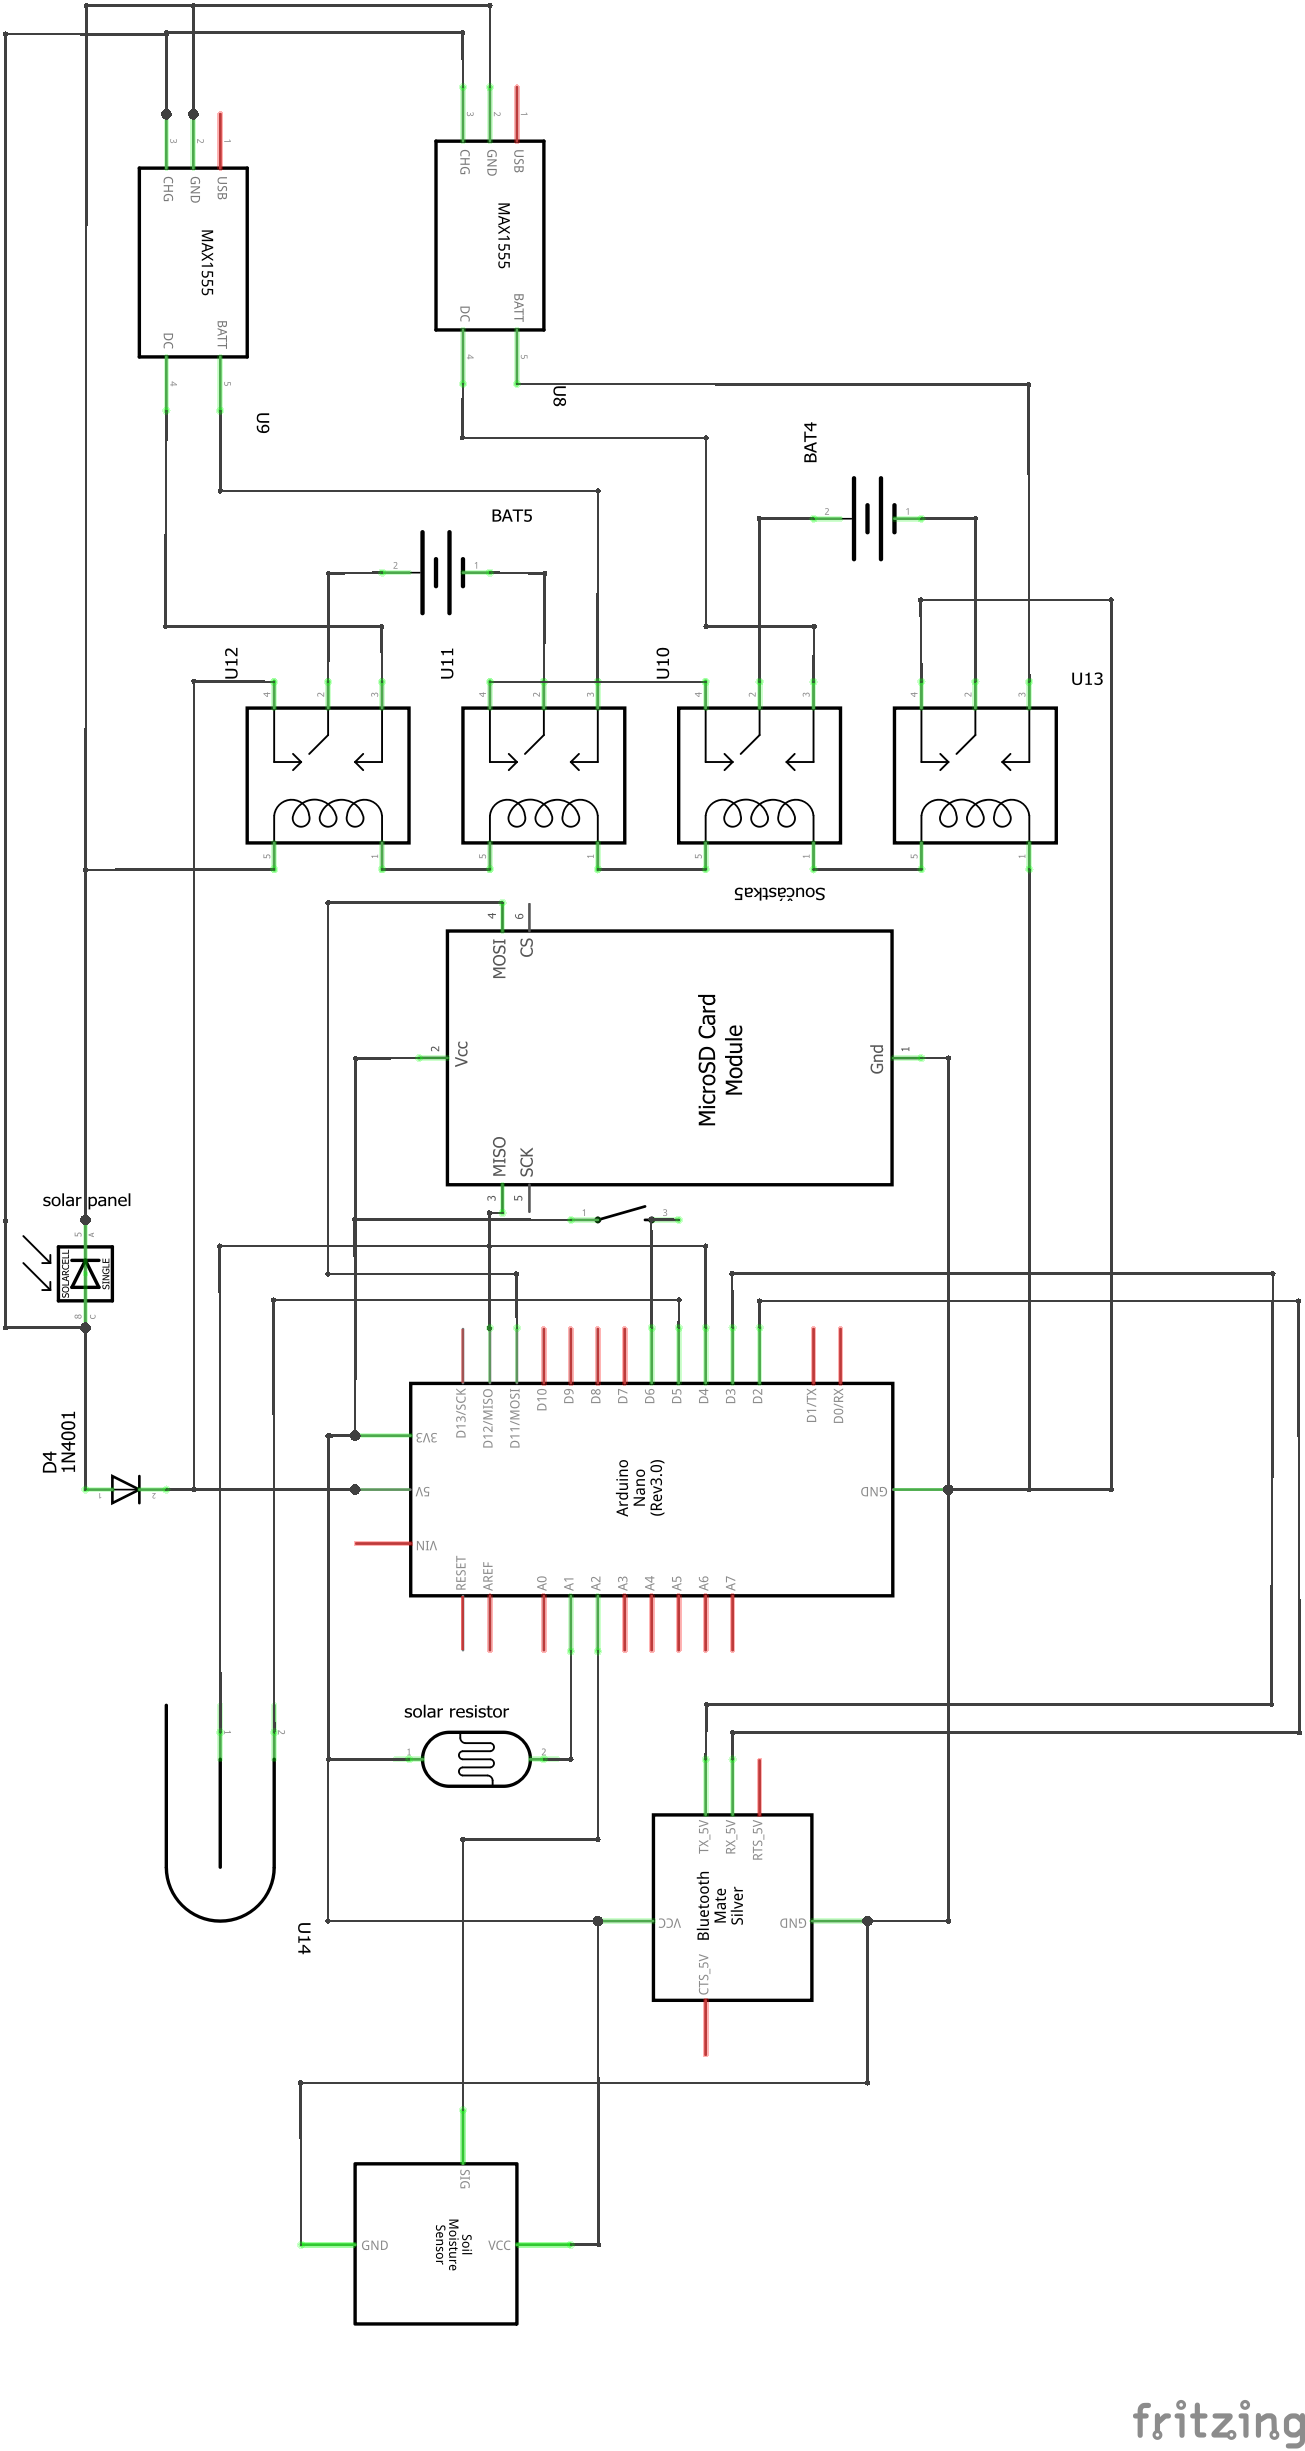 3
2
1
CHG
GND
USB
MAX1555
DC
BATT
4
5
U8
3
2
1
CHG
GND
USB
MAX1555
DC
BATT
4
5
U9
BAT4
2
1
BAT5
2
1
U12
U11
U10
U13
4
2
3
4
2
3
4
2
3
4
2
3
5
1
5
1
5
1
5
1
Součástka5
4
6
MOSI
CS
2
Vcc
MicroSD Card
Module
Gnd
1
MISO
SCK
3
5
1
3
solar panel
5
A
SOLARCELL
SINGLE
8
C
D4
1N4001
1
2
D13/SCK
D12/MISO
D11/MOSI
D10
D9
D8
D7
D6
D5
D4
D3
D2
D1/TX
D0/RX
3V3
5V
VIN
Arduino
Nano
(Rev3.0)
GND
RESET
AREF
A0
A1
A2
A3
A4
A5
A6
A7
solar resistor
1
2
1
2
U14
TX_5V
RX_5V
RTS_5V
Bluetooth
Mate
Silver
VCC
GND
CTS_5V
SIG
Soil
Moisture
Sensor
GND
VCC
fritzing